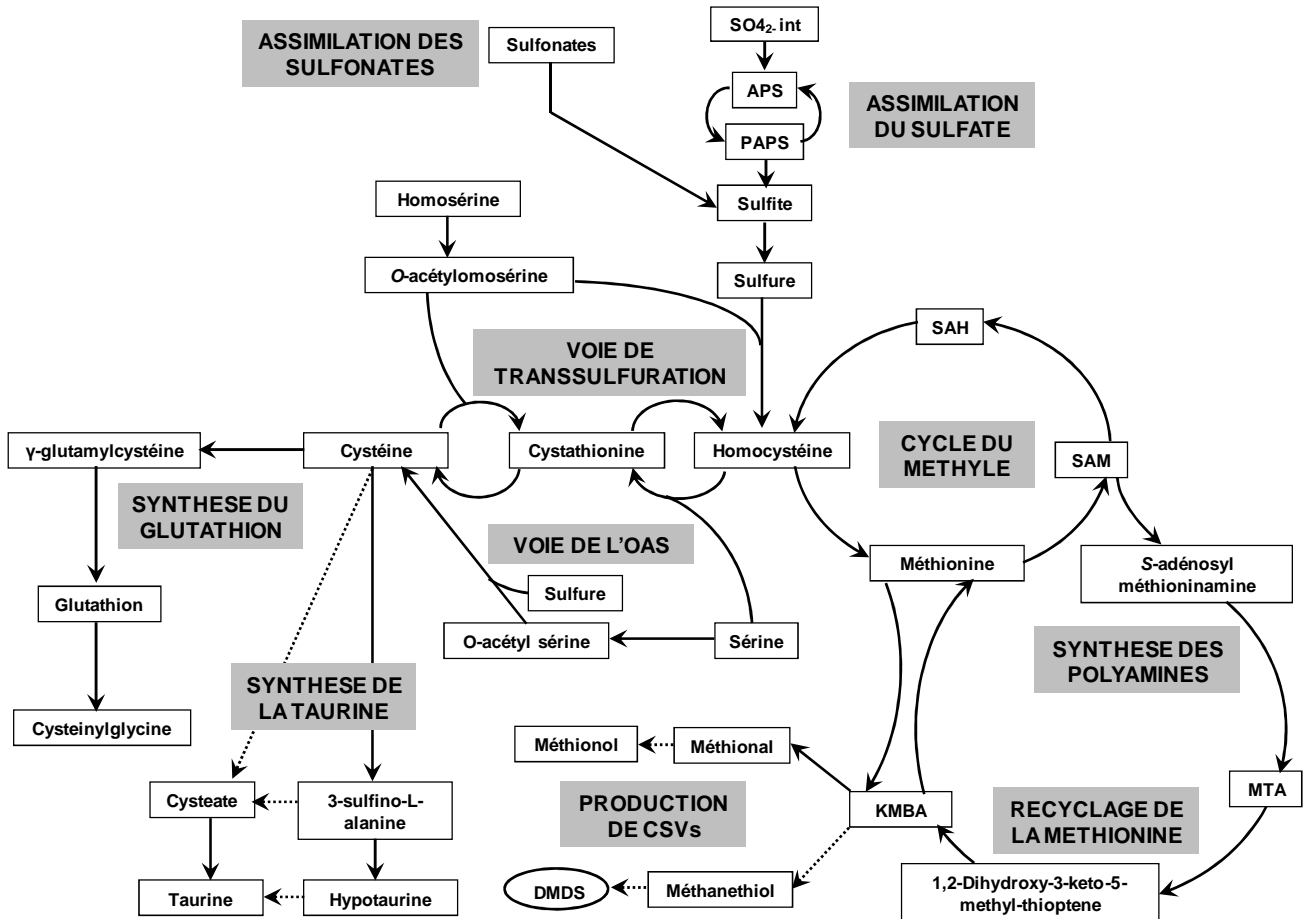 SO42- int
ASSIMILATION DES
SULFONATES
Sulfonates
APS
ASSIMILATION
DU SULFATE
PAPS
Homosérine
Sulfite
O-acétylomosérine
Sulfure
SAH
VOIE DE
TRANSSULFURATION
γ-glutamylcystéine
Cystéine
Cystathionine
Homocystéine
CYCLE DU
METHYLE
SAM
SYNTHESE DU
GLUTATHION
VOIE DE L'OAS
Méthionine
S-adénosyl
méthioninamine
Sulfure
Glutathion
O-acétyl sérine
Sérine
SYNTHESE DES
POLYAMINES
SYNTHESE DE
LA TAURINE
Cysteinylglycine
Méthionol
Méthional
MTA
Cysteate
3-sulfino-L-
alanine
PRODUCTION
DE CSVs
KMBA
RECYCLAGE DE
LA METHIONINE
Taurine
Hypotaurine
DMDS
Méthanethiol
1,2-Dihydroxy-3-keto-5-
methyl-thioptene